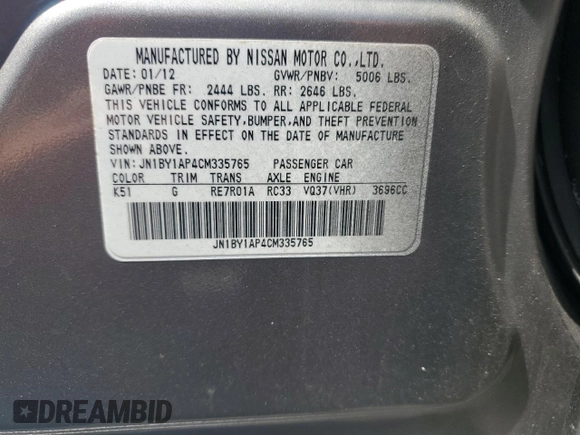 MANUFACTURED BY NISSAN MOTOR CO.,LTD.
DATE: 01/12 GVWR/PNBV: 5006 LBS.
GAWR/PNBE FR: 2444 LBS. RR: 2646 LBS.
THIS VEHICLE CONFORMS TO ALL APPLICABLE FEDERAL
MOTOR VEHICLE SAFETY,BUMPER,AND THEFT PREVENTION
STANDARDS IN EFFECT ON THE DATE OF MANUFACTURE
SHOWN ABOVE.
VIN: JN1BY1AP4CM335765 PASSENGER CAR
COLOR TRIM TRANS AXLE ENGINE
K51 G RE7R01A RC33 VQ37(VHR) 3696CC
JN1BY1AP4CM335765
DREAMBID